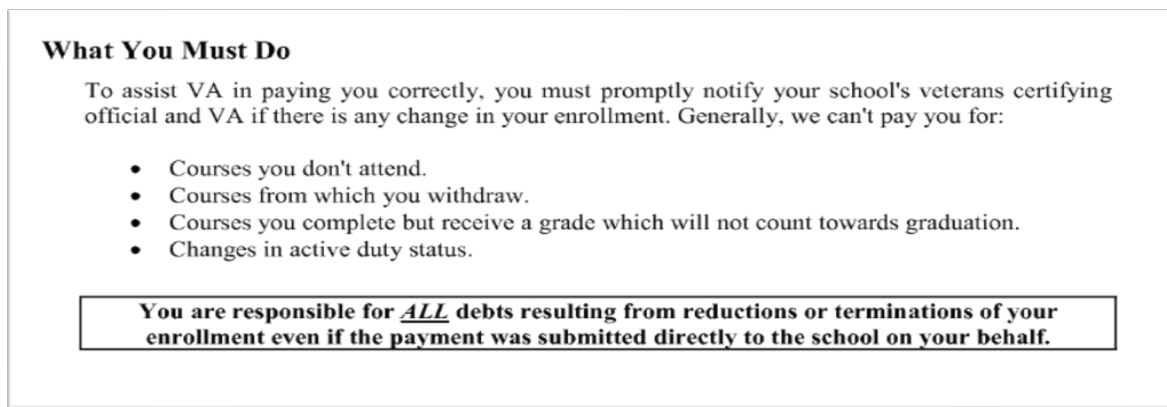 What You Must Do
To assist VA in paying you correctly, you must promptly notify your school's veterans certifying
official and VA if there is any change in your enrollment. Generally, we can't pay you for:
• Courses you don't attend.
• Courses from which you withdraw.
• Courses you complete but receive a grade which will not count towards graduation.
• Changes in active duty status.
You are responsible for ALL debts resulting from reductions or terminations of your
enrollment even if the payment was submitted directly to the school on your behalf.